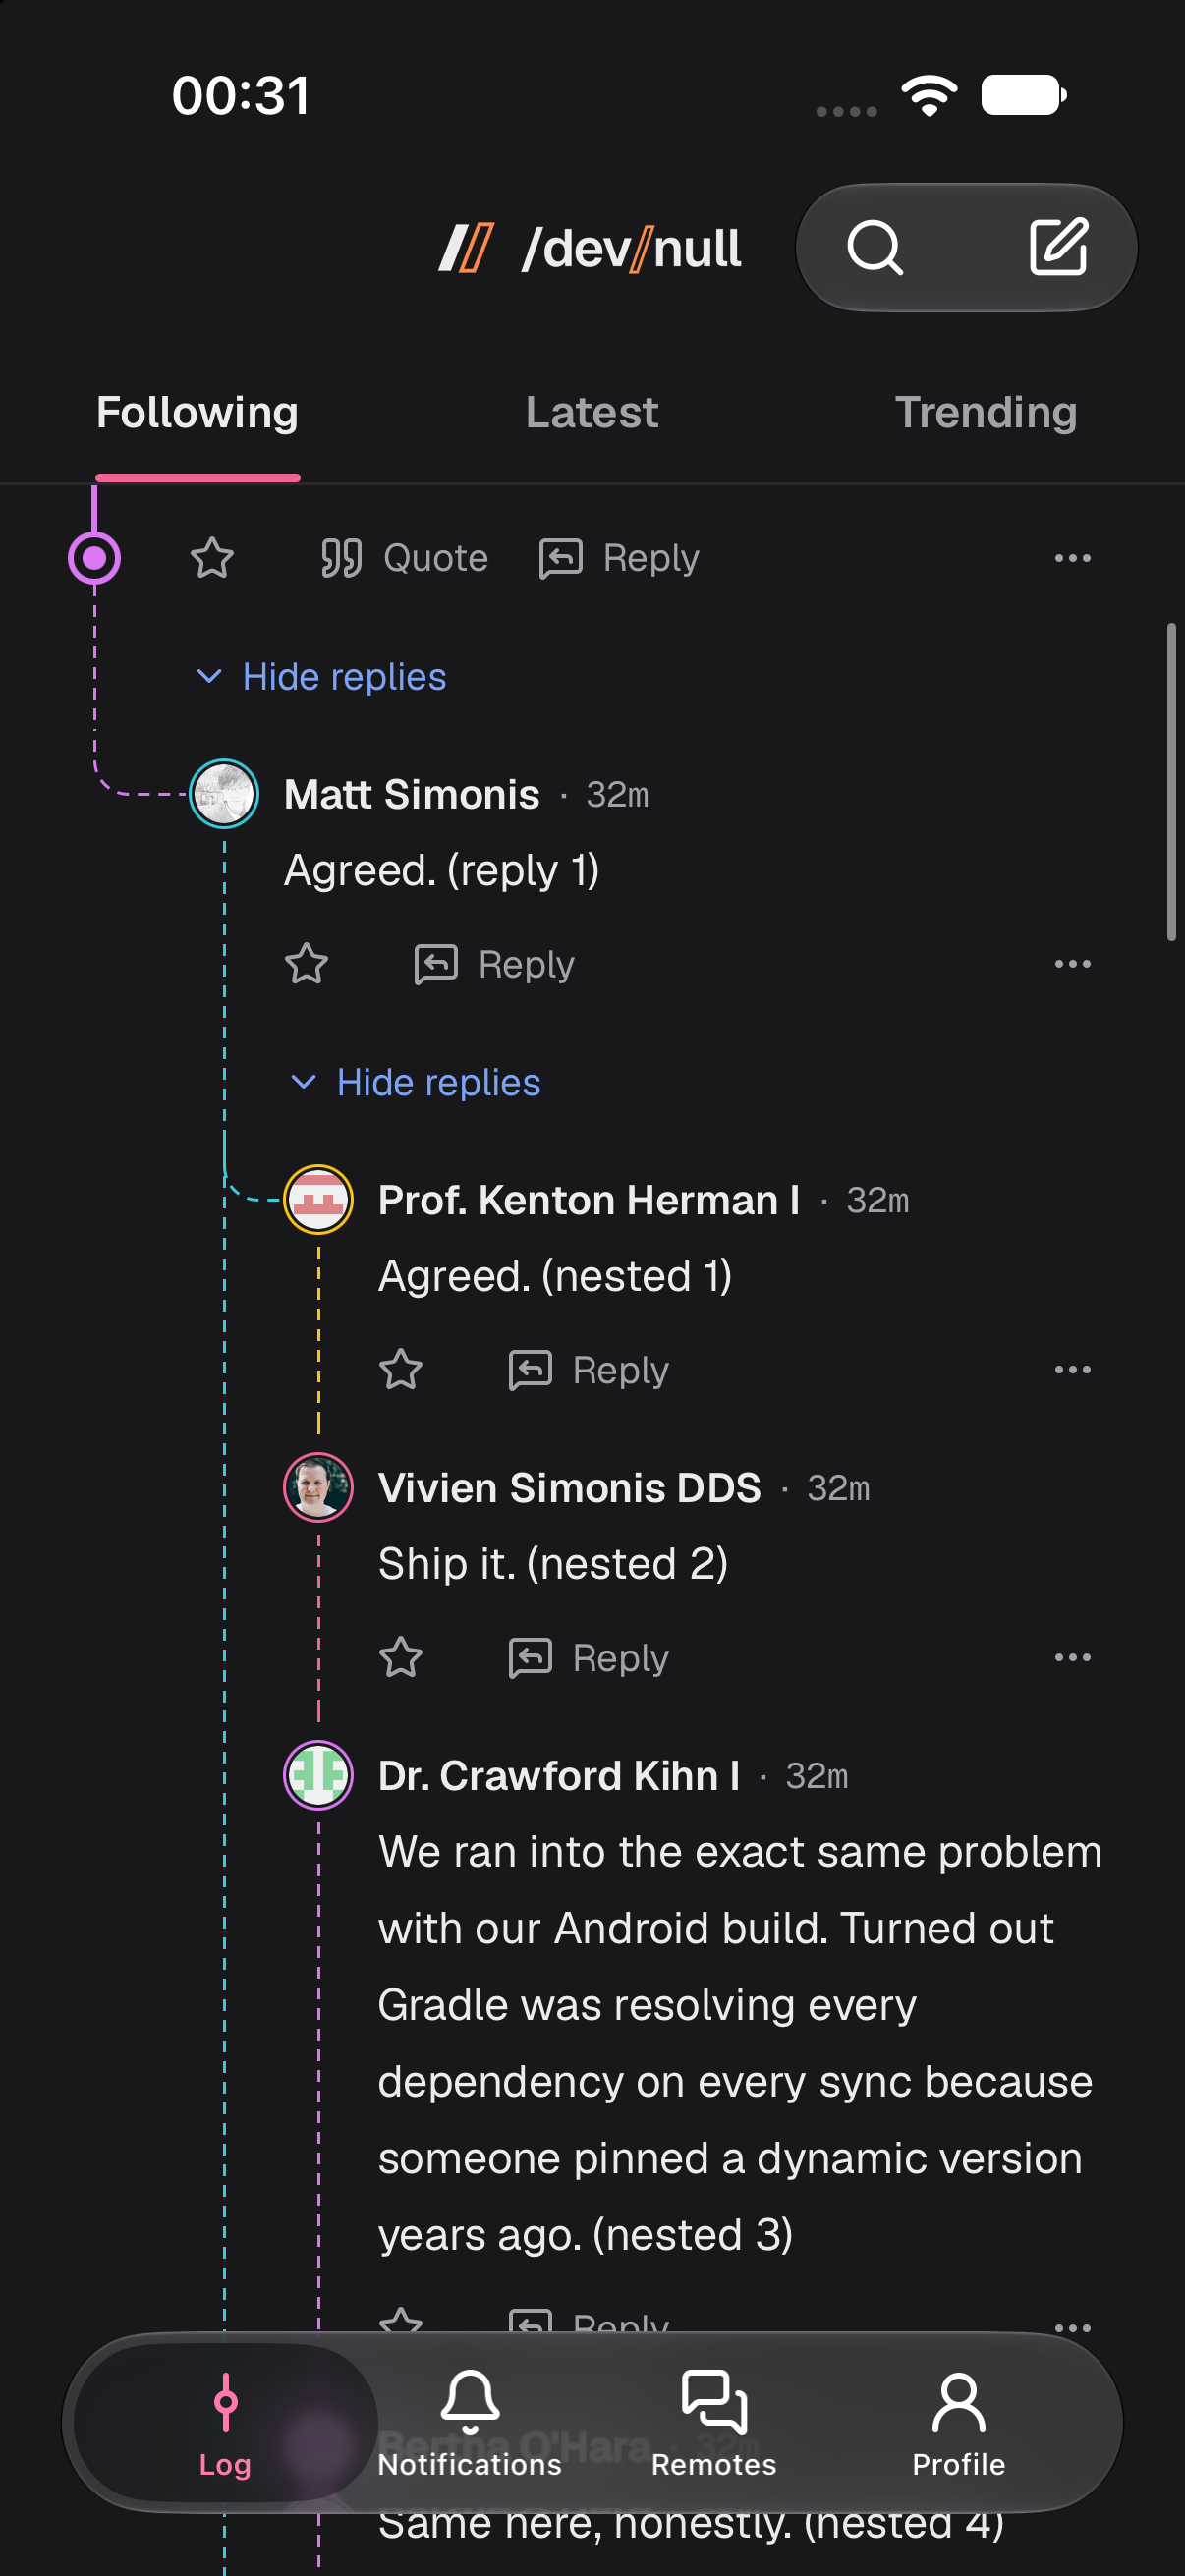 00:31
/dev//null
Following
Latest
Trending
Quote
Reply
Hide replies
Matt Simonis · 32m
Agreed. (reply 1)
Reply
Hide replies
Prof. Kenton Herman I · 32m
Agreed. (nested 1)
Reply
Vivien Simonis DDS · 32m
Ship it. (nested 2)
Reply
Dr. Crawford Kihn I · 32m
We ran into the exact same problem
with our Android build. Turned out
Gradle was resolving every
dependency on every sync because
someone pinned a dynamic version
years ago. (nested 3)
Reply
Bertha O'Hara · 32m
Log
Notifications
Remotes
Profile
Same here, honestly. (nested 4)